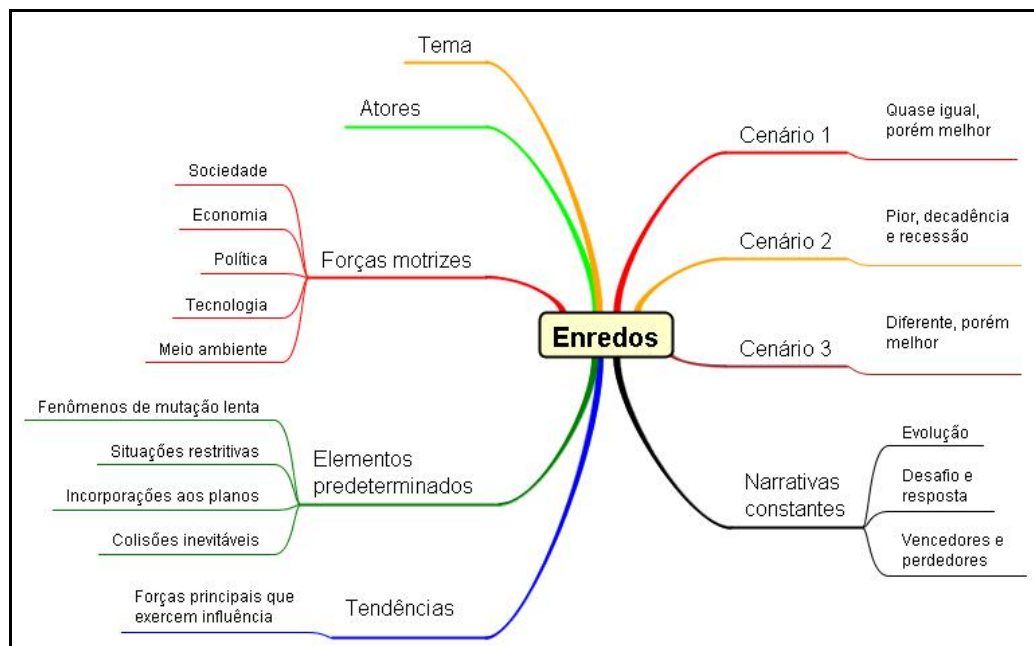 Tema
Atores
Sociedade
Economia
Política
Tecnologia
Meio ambiente
Forças motrizes
Fenômenos de mutação lenta
Situações restritivas
Incorporações aos planos
Colisões inevitáveis
Elementos
predeterminados
Forças principais que
exercem influência
Tendências
Enredos
Cenário 1
Quase igual,
porém melhor
Cenário 2
Pior, decadência
e recessão
Cenário 3
Diferente, porém
melhor
Narrativas
constantes
Evolução
Desafio e
resposta
Vencedores e
perdedores